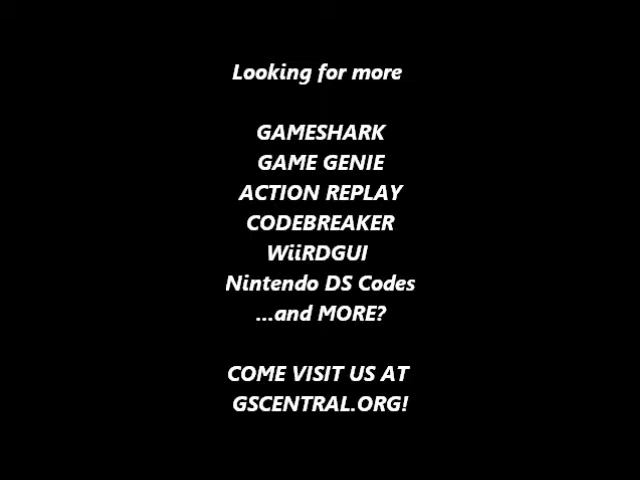 Looking for more
GAMESHARK
GAME GENIE
ACTION REPLAY
CODEBREAKER
WiiRDGUI
Nintendo DS Codes
...and MORE?
COME VISIT US AT
GSCENTRAL.ORG!